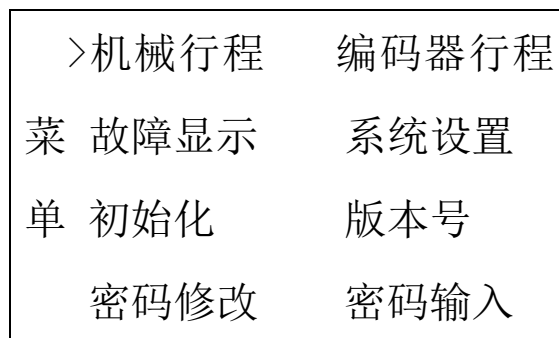 >机械行程 编码器行程
菜 故障显示 系统设置
单 初始化 版本号
密码修改 密码输入